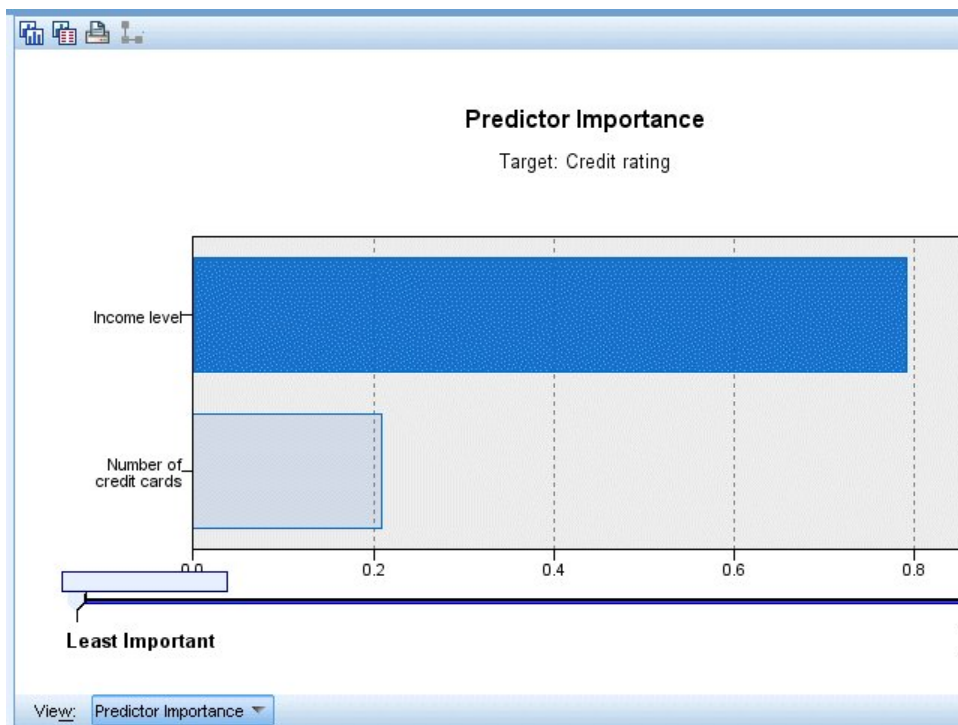 Predictor Importance
Target: Credit rating
Income level
Number of
credit cards
0.0 0.2 0.4 0.6 0.8
Least Important
View: Predictor Importance